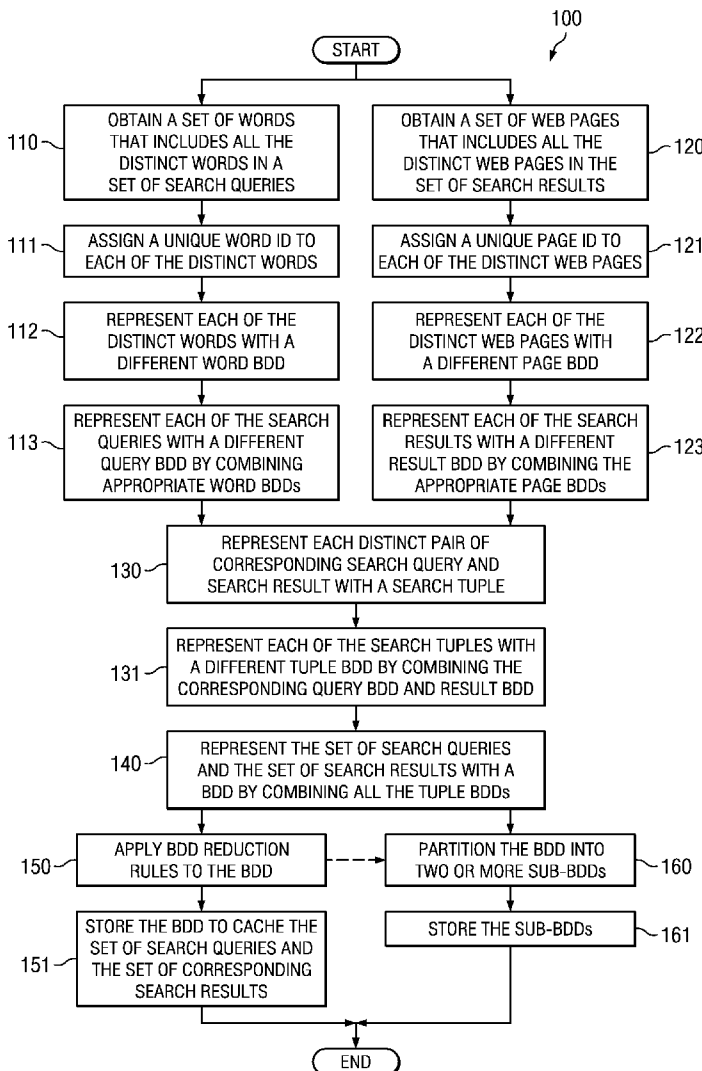 100
START
110
OBTAIN A SET OF WORDS
THAT INCLUDES ALL THE
DISTINCT WORDS IN A
SET OF SEARCH QUERIES
OBTAIN A SET OF WEB PAGES
THAT INCLUDES ALL THE
DISTINCT WEB PAGES IN THE
SET OF SEARCH RESULTS
120
111
ASSIGN A UNIQUE WORD ID TO
EACH OF THE DISTINCT WORDS
ASSIGN A UNIQUE PAGE ID TO
EACH OF THE DISTINCT WEB PAGES
121
112
REPRESENT EACH OF THE
DISTINCT WORDS WITH A
DIFFERENT WORD BDD
REPRESENT EACH OF THE
DISTINCT WEB PAGES WITH
A DIFFERENT PAGE BDD
122
113
REPRESENT EACH OF THE SEARCH
QUERIES WITH A DIFFERENT
QUERY BDD BY COMBINING
APPROPRIATE WORD BDDs
REPRESENT EACH OF THE SEARCH
RESULTS WITH A DIFFERENT
RESULT BDD BY COMBINING THE
APPROPRIATE PAGE BDDs
123
130
REPRESENT EACH DISTINCT PAIR OF
CORRESPONDING SEARCH QUERY AND
SEARCH RESULT WITH A SEARCH TUPLE
131
REPRESENT EACH OF THE SEARCH TUPLES WITH
A DIFFERENT TUPLE BDD BY COMBINING THE
CORRESPONDING QUERY BDD AND RESULT BDD
140
REPRESENT THE SET OF SEARCH QUERIES
AND THE SET OF SEARCH RESULTS WITH A
BDD BY COMBINING ALL THE TUPLE BDDs
150
APPLY BDD REDUCTION
RULES TO THE BDD
PARTITION THE BDD INTO
TWO OR MORE SUB-BDDs
160
151
STORE THE BDD TO CACHE THE
SET OF SEARCH QUERIES AND
THE SET OF CORRESPONDING
SEARCH RESULTS
STORE THE SUB-BDDs
161
END